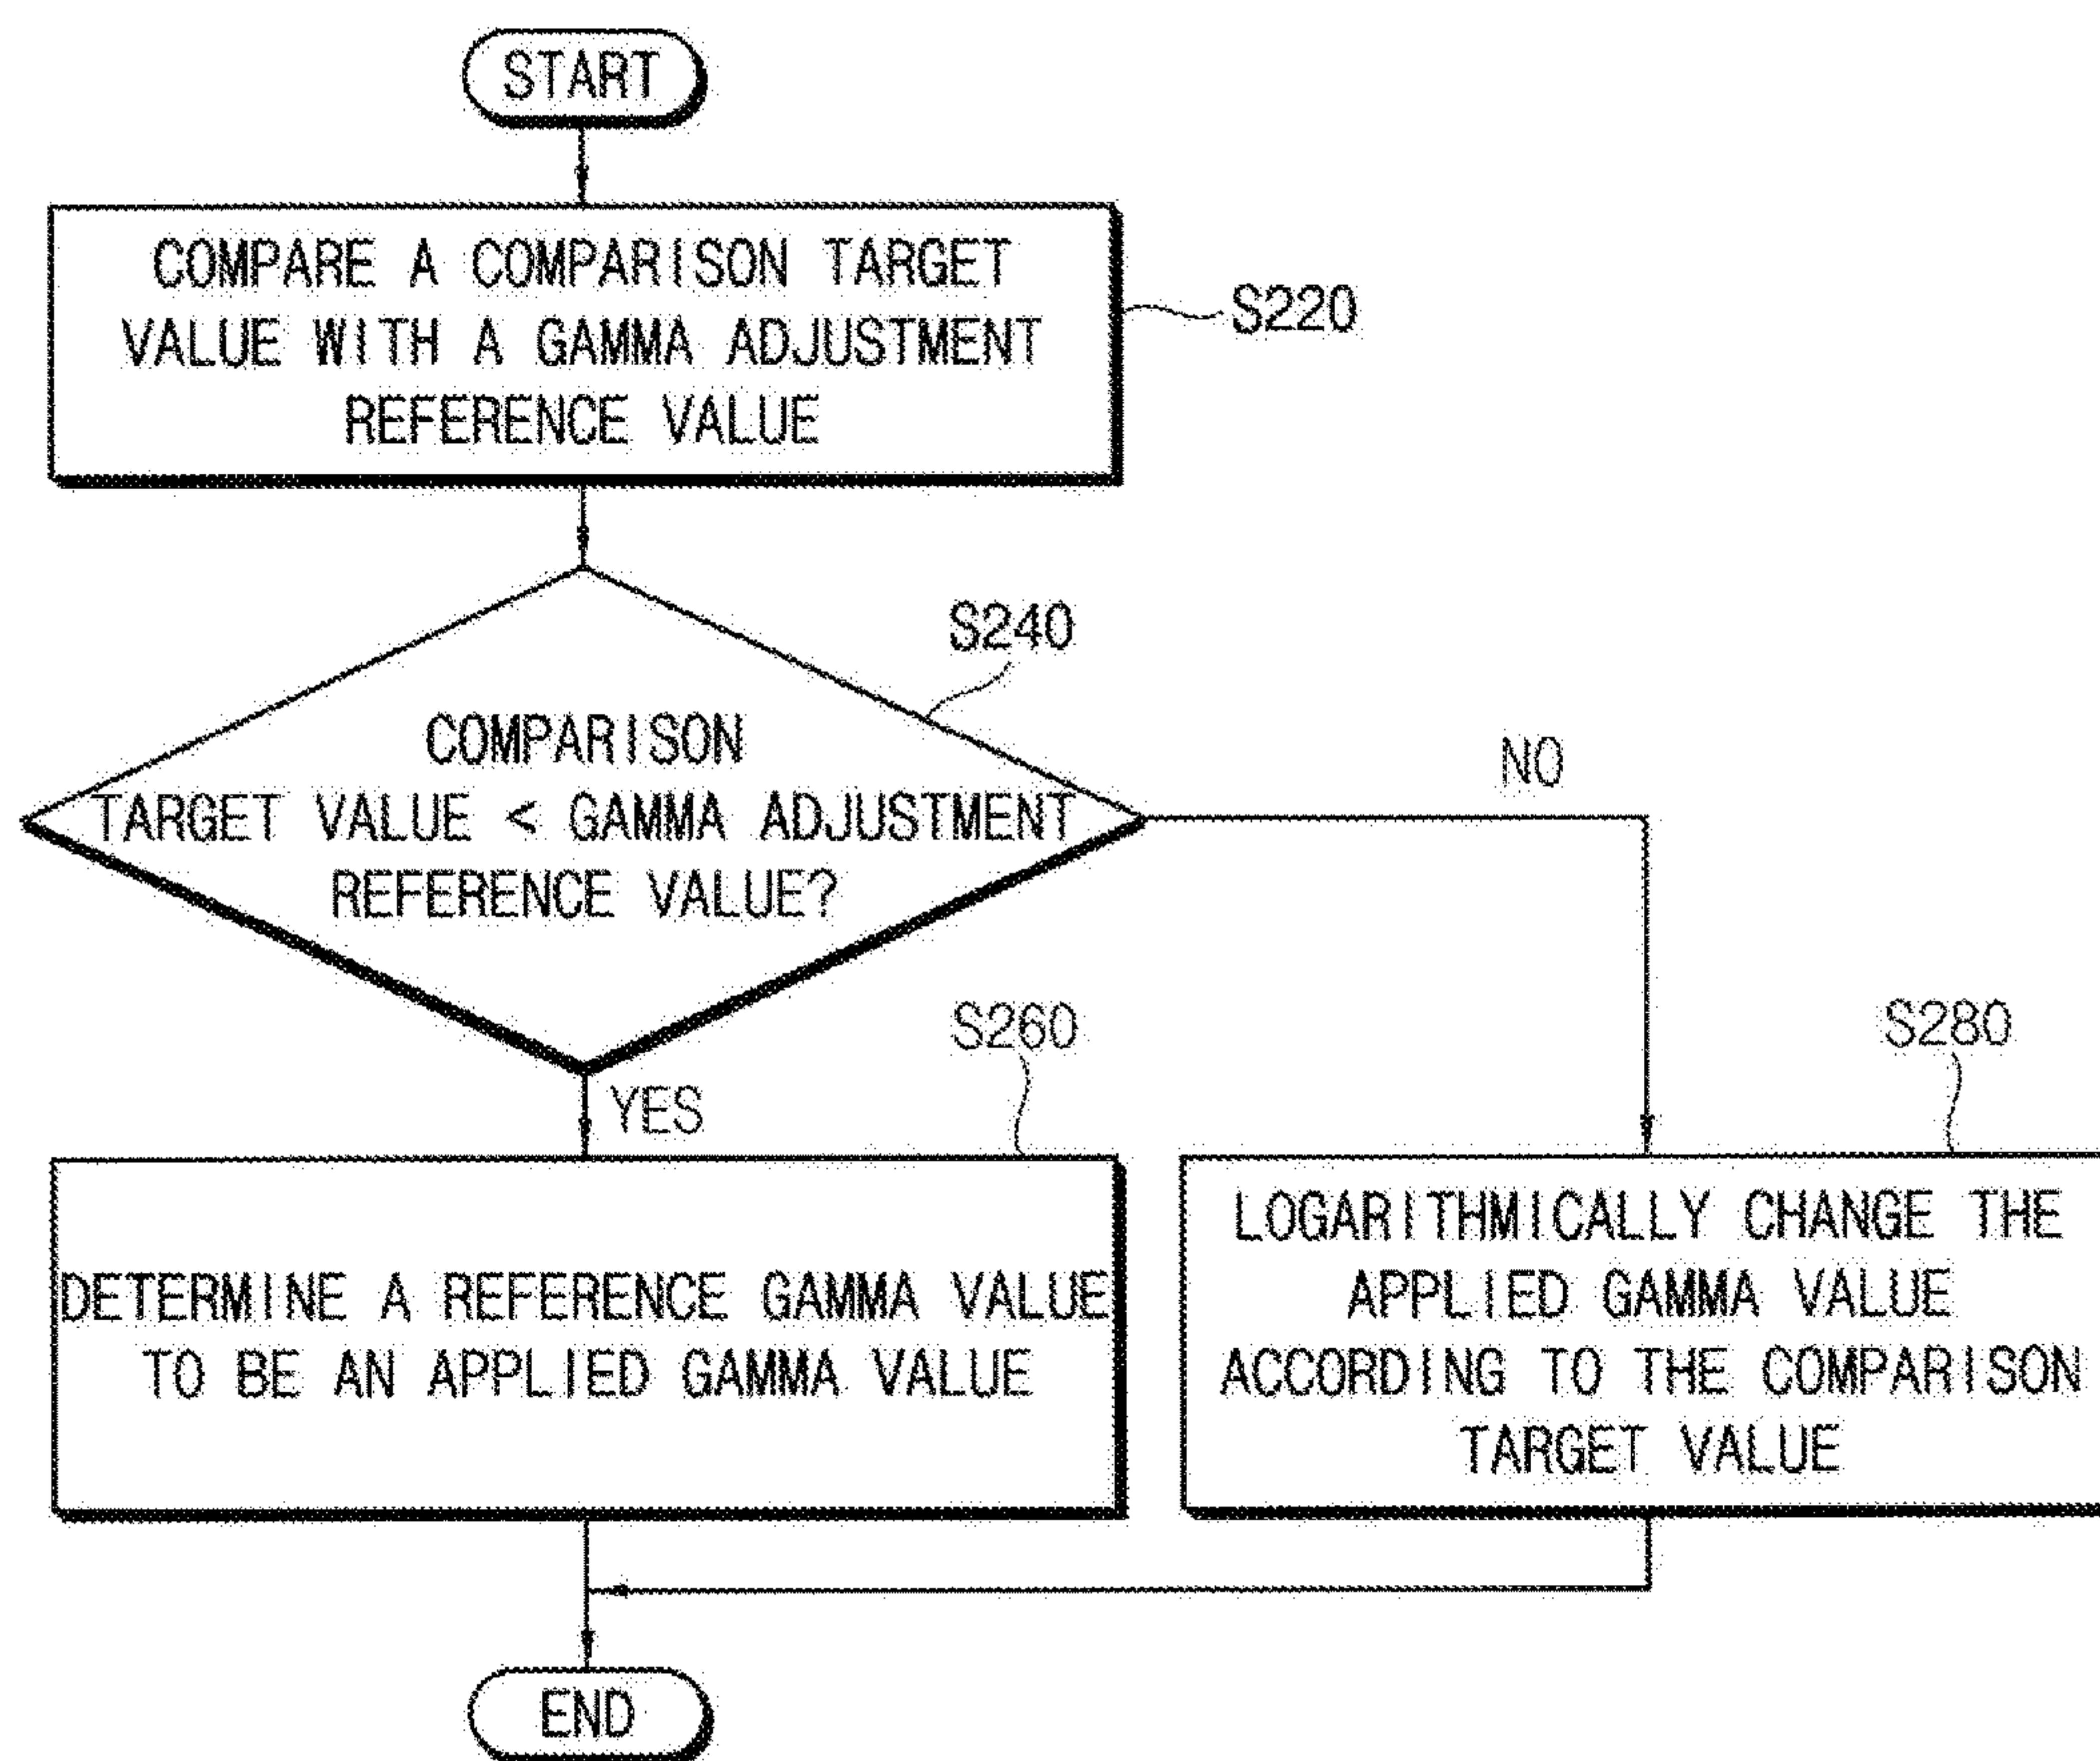 START
COMPARE A COMPARISON TARGET
VALUE WITH A GAMMA ADJUSTMENT
REFERENCE VALUE
S220
S240
COMPARISON
TARGET VALUE < GAMMA ADJUSTMENT
REFERENCE VALUE?
NO
YES
S260
DETERMINE A REFERENCE GAMMA VALUE
TO BE AN APPLIED GAMMA VALUE
S280
LOGARITHMICALLY CHANGE THE
APPLIED GAMMA VALUE
ACCORDING TO THE COMPARISON
TARGET VALUE
END